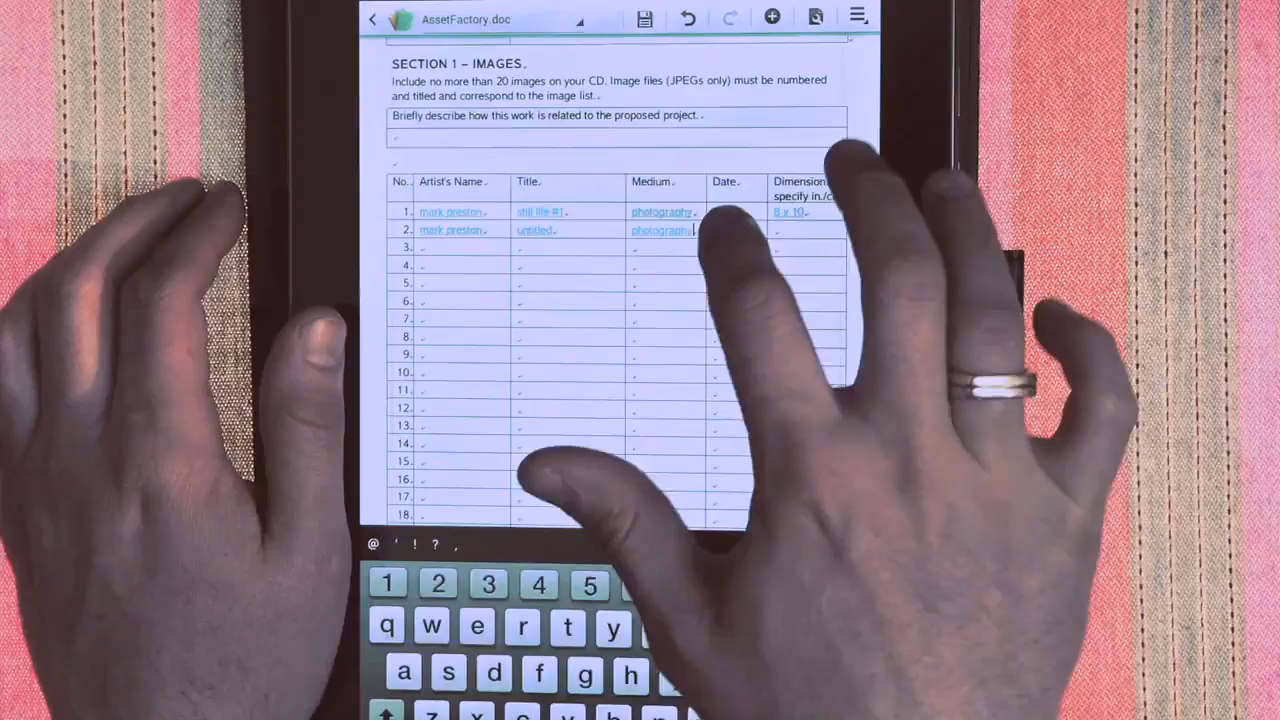 AssetFactory.doc
SECTION 1 – IMAGES
Include no more than 20 images on your CD. Image files (JPEGs only) must be numbered
and titled and correspond to the image list.
Briefly describe how this work is related to the proposed project.
No. Artist's Name Title Medium Date Dimension
specify in./c
1. mark preston still life #1 photography 8 x 10
2. mark preston untitled photography
3.
4.
5.
6.
7.
8.
9.
10.
11.
12.
13.
14.
15.
16.
17.
18.
@ ' ! ? ,
1 2 3 4 5
q w e r t y
a s d f g h
z x c v b n